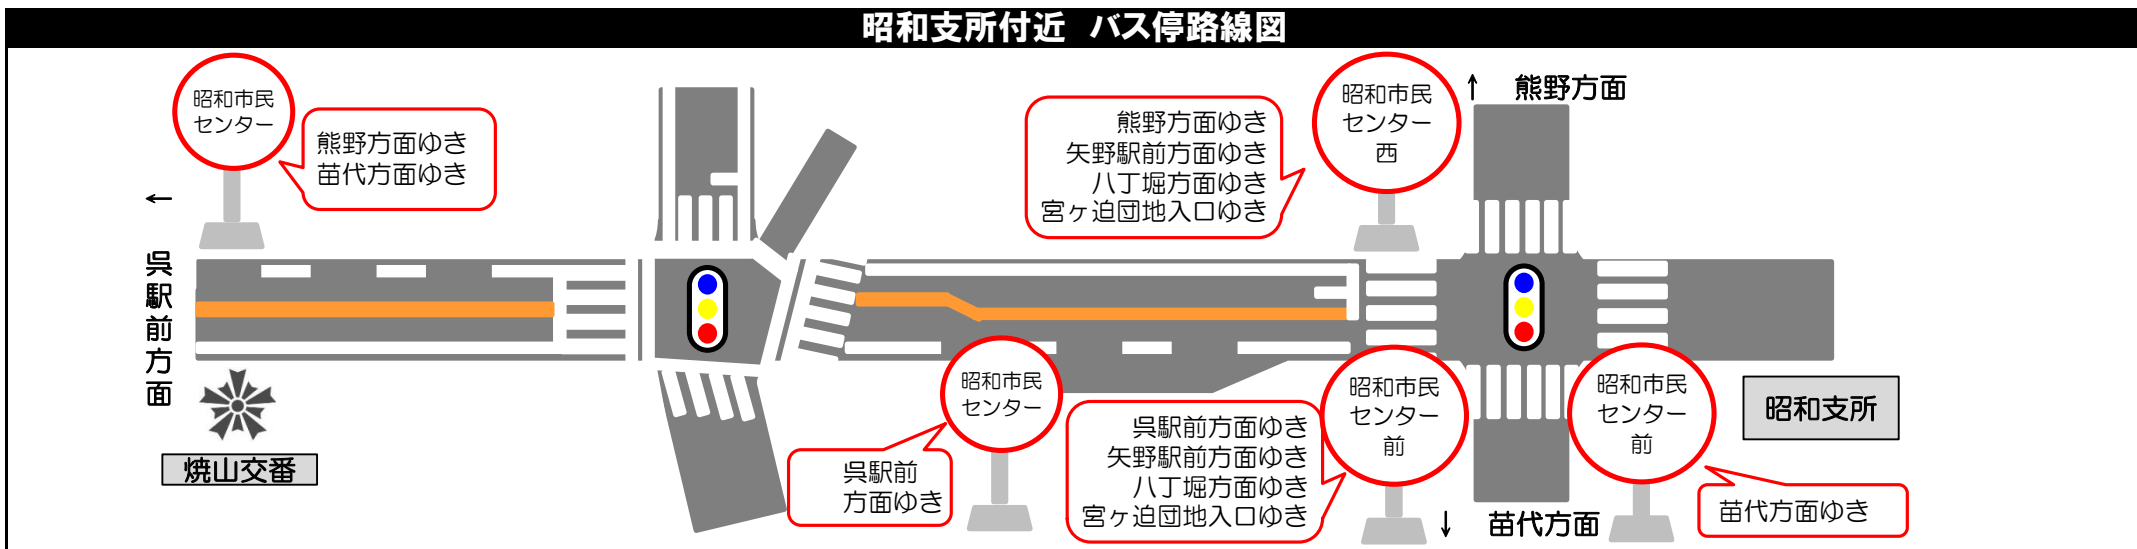 昭和支所付近 バス停路線図
昭和市民
センター
熊野方面ゆき
苗代方面ゆき
←
呉駅前方面
焼山交番
熊野方面ゆき
矢野駅前方面ゆき
八丁堀方面ゆき
宮ヶ迫団地入口ゆき
昭和市民
センター
西
↑
熊野方面
昭和市民
センター
呉駅前
方面ゆき
呉駅前方面ゆき
矢野駅前方面ゆき
八丁堀方面ゆき
宮ヶ迫団地入口ゆき
昭和市民
センター
前
↓
苗代方面
昭和市民
センター
前
苗代方面ゆき
昭和支所